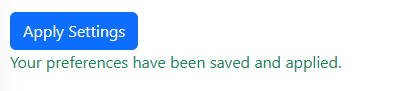 Apply Settings
Your preferences have been saved and applied.